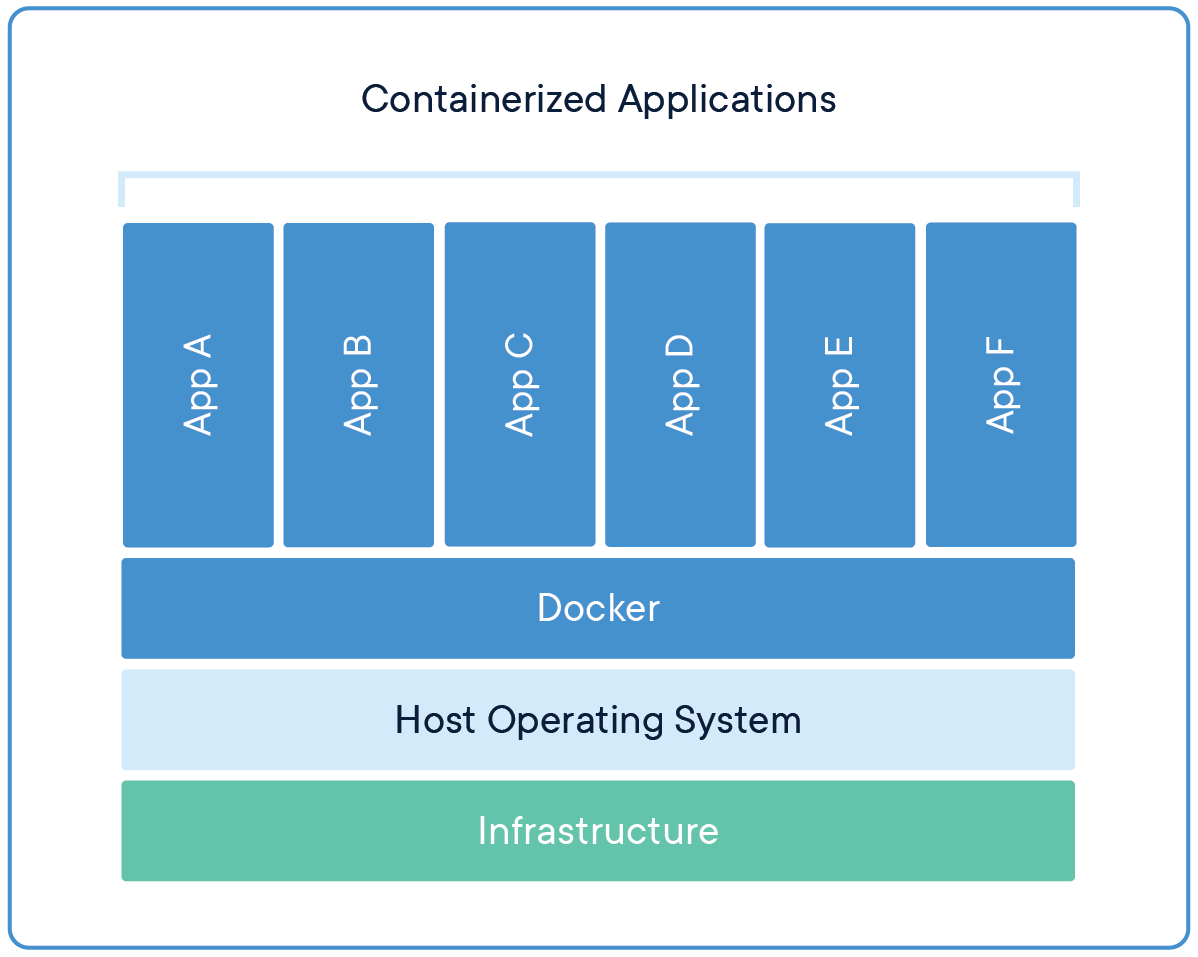 Containerized Applications
App A
App B
App C
App D
App E
App F
Docker
Host Operating System
Infrastructure